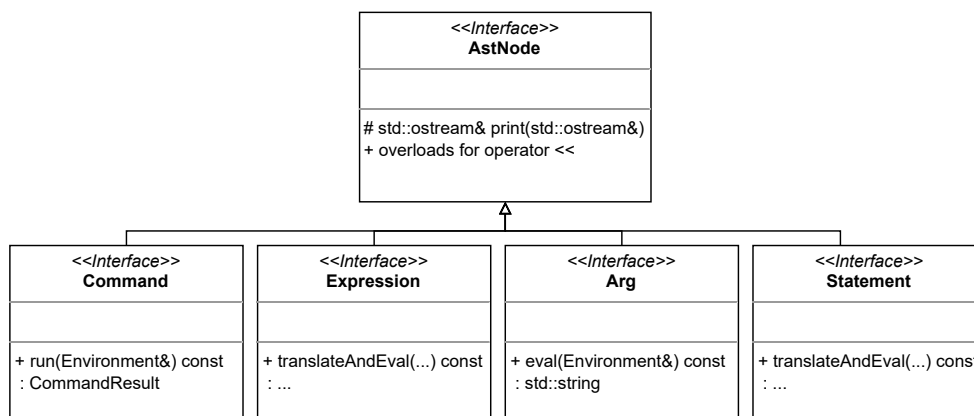 <<Interface>>
AstNode
# std::ostream& print(std::ostream&)
+ overloads for operator <<
<<Interface>>
Command
+ run(Environment&) const
: CommandResult
<<Interface>>
Expression
+ translateAndEval(...) const
: ...
<<Interface>>
Arg
+ eval(Environment&) const
: std::string
<<Interface>>
Statement
+ translateAndEval(...) const
: ...